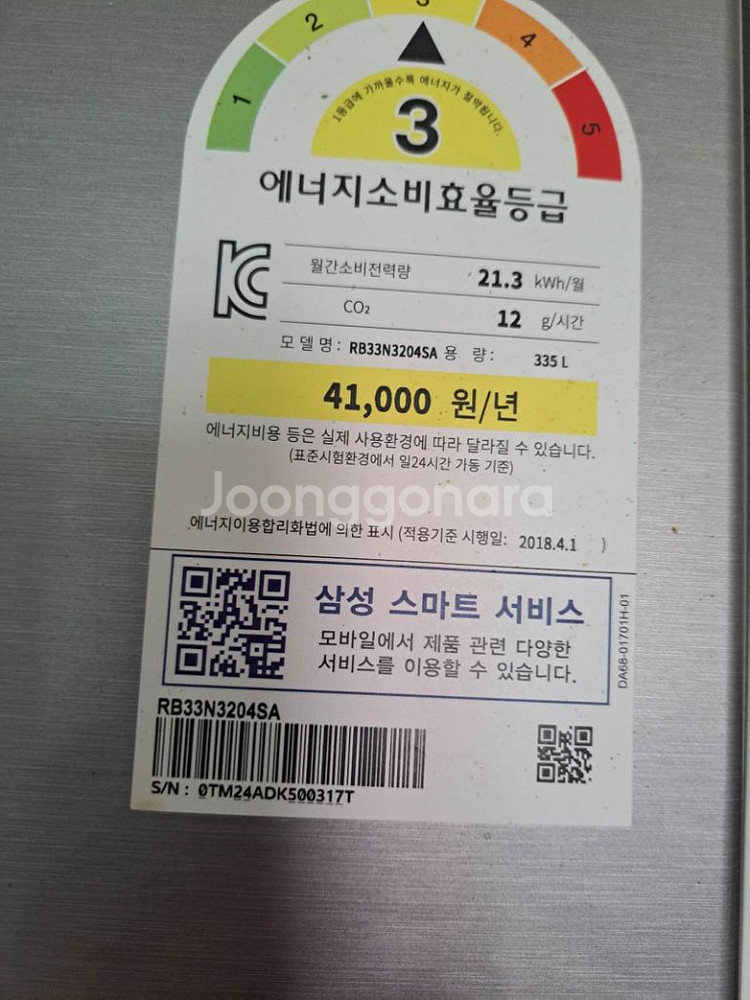 1 2 3 4 5
1등급에 가까울수록 에너지가 절약됩니다.
3
에너지소비효율등급
월간소비전력량 21.3 kWh/월
CO₂ 12 g/시간
모델명: RB33N3204SA 용 량: 335 L
41,000 원/년
에너지비용 등은 실제 사용환경에 따라 달라질 수 있습니다.
(표준시험환경에서 일24시간 가동 기준)
Joonggonara
에너지이용합리화법에 의한 표시 (적용기준 시행일: 2018.4.1 )
삼성 스마트 서비스
모바일에서 제품 관련 다양한
서비스를 이용할 수 있습니다.
DA68-01701H-01
RB33N3204SA
S/N : 0TM24ADK500317T